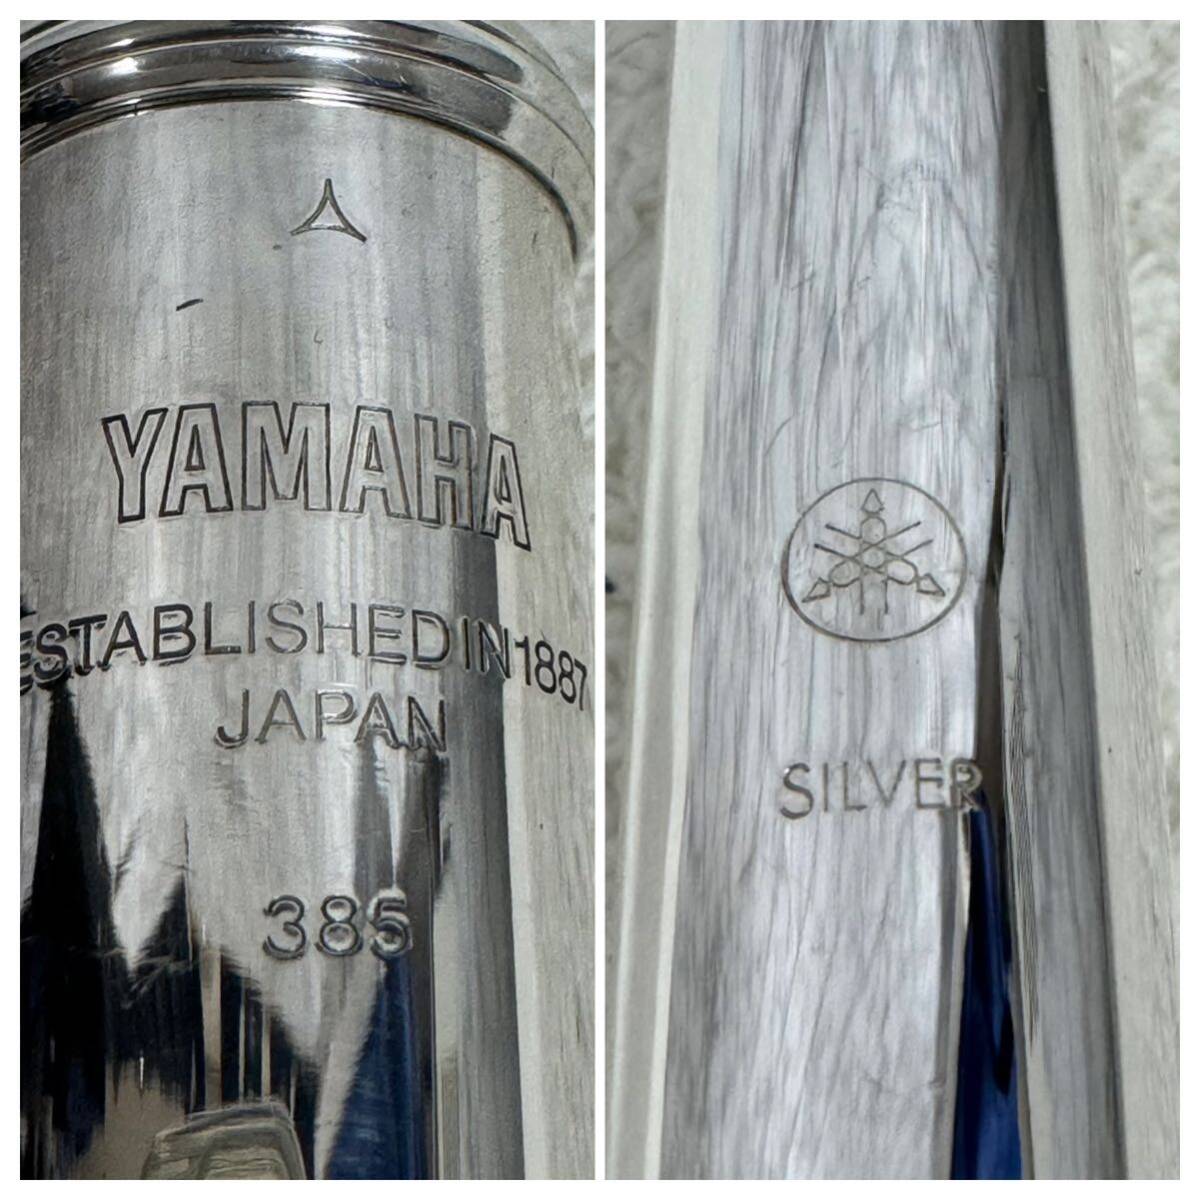 YAMAHA
ESTABLISHED IN 1887
JAPAN
385
SILVER